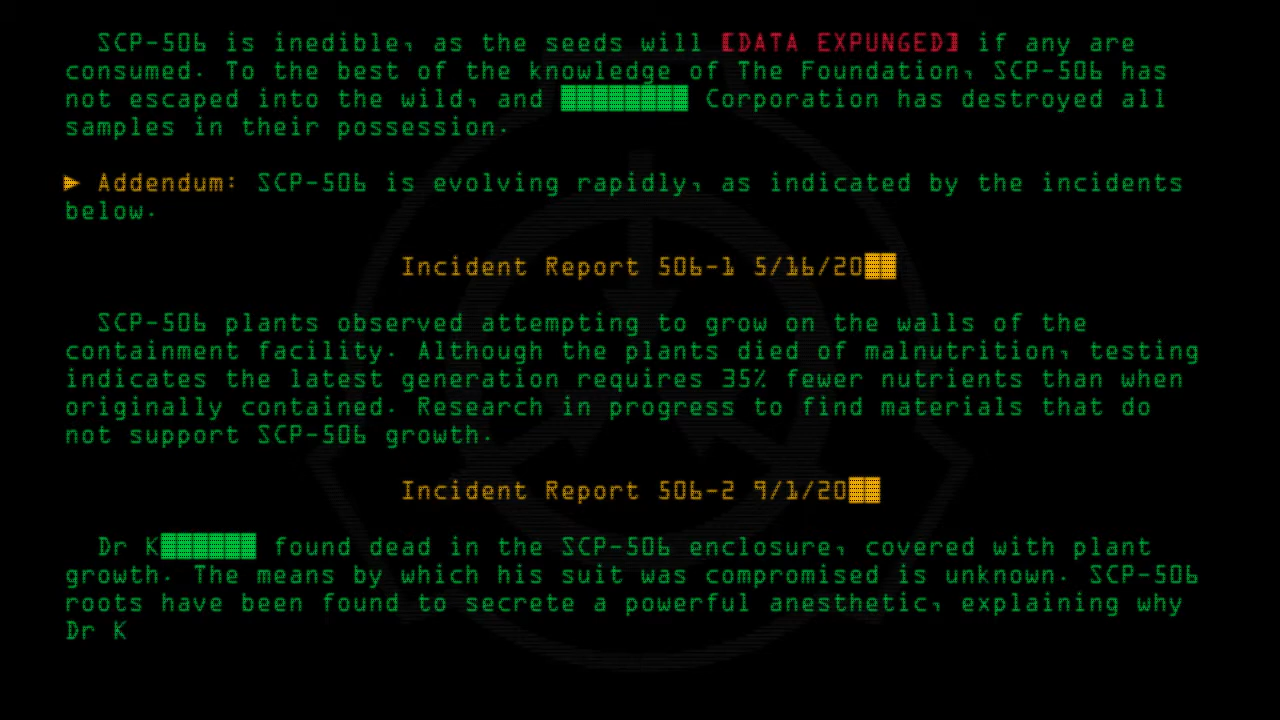 SCP-506 is inedible, as the seeds will [DATA EXPUNGED] if any are
consumed. To the best of the knowledge of The Foundation, SCP-506 has
not escaped into the wild, and ████████ Corporation has destroyed all
samples in their possession.
► Addendum: SCP-506 is evolving rapidly, as indicated by the incidents
below.
Incident Report 506-1 5/16/20██
SCP-506 plants observed attempting to grow on the walls of the
containment facility. Although the plants died of malnutrition, testing
indicates the latest generation requires 35% fewer nutrients than when
originally contained. Research in progress to find materials that do
not support SCP-506 growth.
Incident Report 506-2 9/1/20██
Dr K██████ found dead in the SCP-506 enclosure, covered with plant
growth. The means by which his suit was compromised is unknown. SCP-506
roots have been found to secrete a powerful anesthetic, explaining why
Dr K